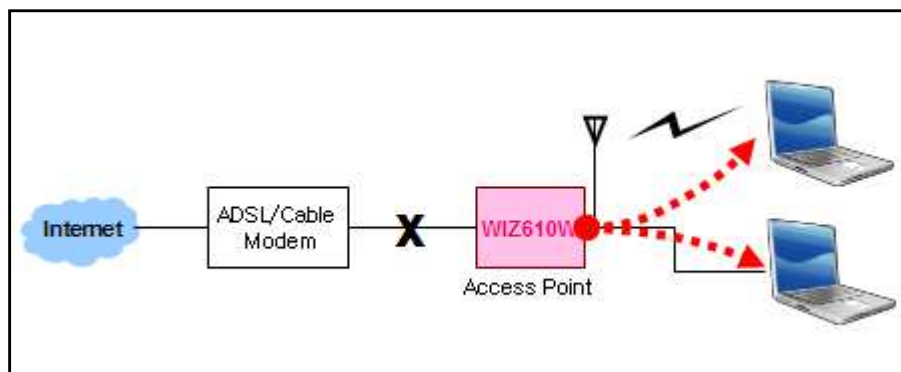 Internet
ADSL/Cable
Modem
X
WIZ610W
Access Point